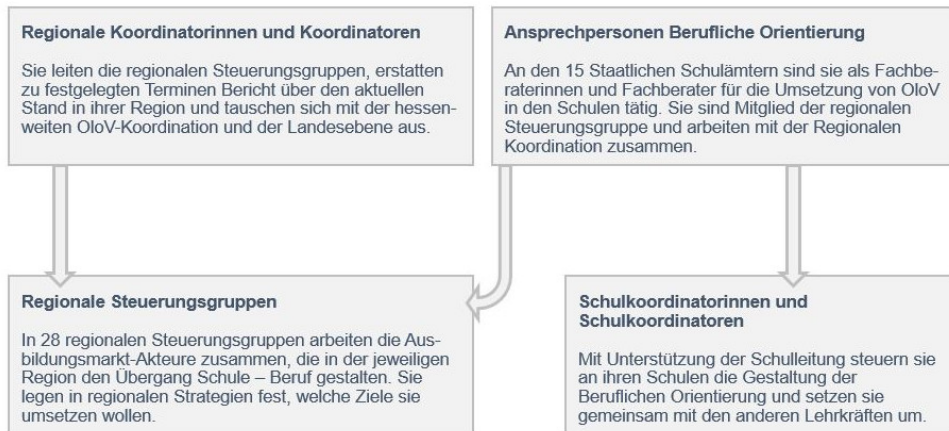 Regionale Koordinatorinnen und Koordinatoren
Sie leiten die regionalen Steuerungsgruppen, erstatten
zu festgelegten Terminen Bericht über den aktuellen
Stand in ihrer Region und tauschen sich mit der hessen-
weiten OloV-Koordination und der Landesebene aus.
Ansprechpersonen Berufliche Orientierung
An den 15 Staatlichen Schulämtern sind sie als Fachbe-
raterinnen und Fachberater für die Umsetzung von OloV
in den Schulen tätig. Sie sind Mitglied der regionalen
Steuerungsgruppe und arbeiten mit der Regionalen
Koordination zusammen.
Regionale Steuerungsgruppen
In 28 regionalen Steuerungsgruppen arbeiten die Aus-
bildungsmarkt-Akteure zusammen, die in der jeweiligen
Region den Übergang Schule – Beruf gestalten. Sie
legen in regionalen Strategien fest, welche Ziele sie
umsetzen wollen.
Schulkoordinatorinnen und
Schulkoordinatoren
Mit Unterstützung der Schulleitung steuern sie
an ihren Schulen die Gestaltung der
Beruflichen Orientierung und setzen sie
gemeinsam mit den anderen Lehrkräften um.